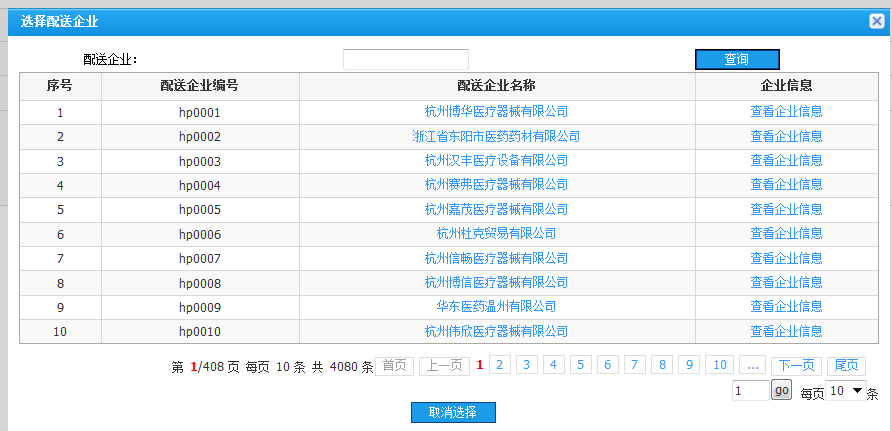 选择配送企业
配送企业： 查询
序号 配送企业编号 配送企业名称 企业信息
1 hp0001 杭州博华医疗器械有限公司 查看企业信息
2 hp0002 浙江省东阳市医药药材有限公司 查看企业信息
3 hp0003 杭州汉丰医疗设备有限公司 查看企业信息
4 hp0004 杭州赛弗医疗器械有限公司 查看企业信息
5 hp0005 杭州嘉茂医疗器械有限公司 查看企业信息
6 hp0006 杭州杜克贸易有限公司 查看企业信息
7 hp0007 杭州信畅医疗器械有限公司 查看企业信息
8 hp0008 杭州博信医疗器械有限公司 查看企业信息
9 hp0009 华东医药温州有限公司 查看企业信息
10 hp0010 杭州伟欣医疗器械有限公司 查看企业信息
第 1/408 页 每页 10 条 共 4080 条 首页 上一页 1 2 3 4 5 6 7 8 9 10 ... 下一页 尾页
1 go 每页 10 条
取消选择